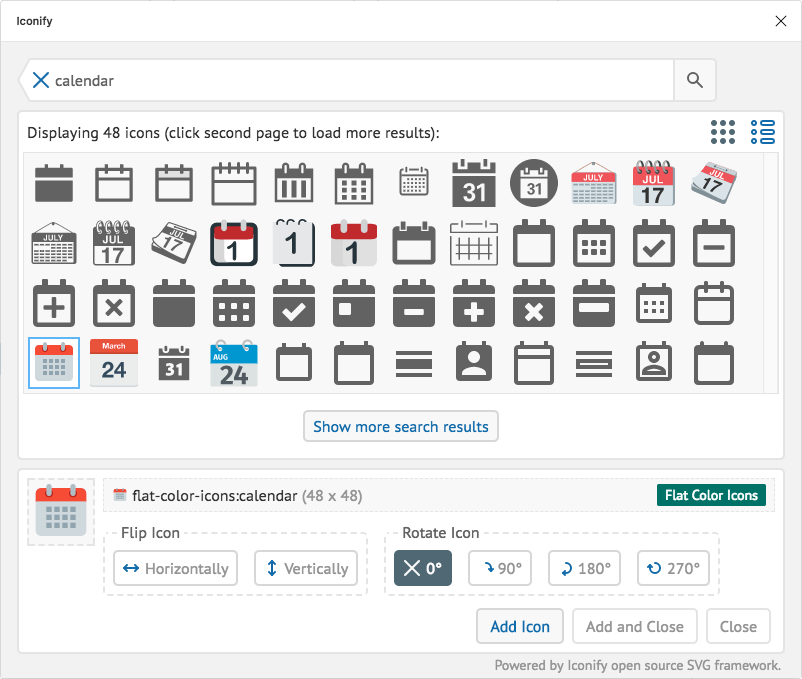 Iconify
calendar
Displaying 48 icons (click second page to load more results):
31
31
JULY
JUL
17
17
JULY
JUL
17
17
1
1
1
March
24
31
AUG
24
Show more search results
flat-color-icons:calendar (48 x 48)
Flat Color Icons
Flip Icon
Rotate Icon
Horizontally
Vertically
0°
90°
180°
270°
Add Icon
Add and Close
Close
Powered by Iconify open source SVG framework.